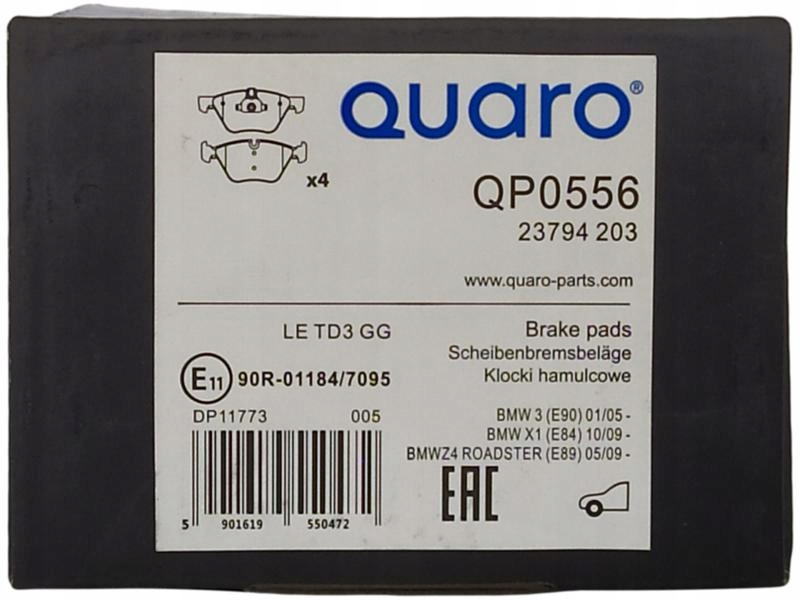 QUARO®
x4
QP0556
23794 203
www.quaro-parts.com
LE TD3 GG
Brake pads
Scheibenbremsbeläge
Klocki hamulcowe
E11 90R-01184/7095
DP11773 005
BMW 3 (E90) 01/05 -
BMW X1 (E84) 10/09 -
BMWZ4 ROADSTER (E89) 05/09 -
EAC
5 901619 550472